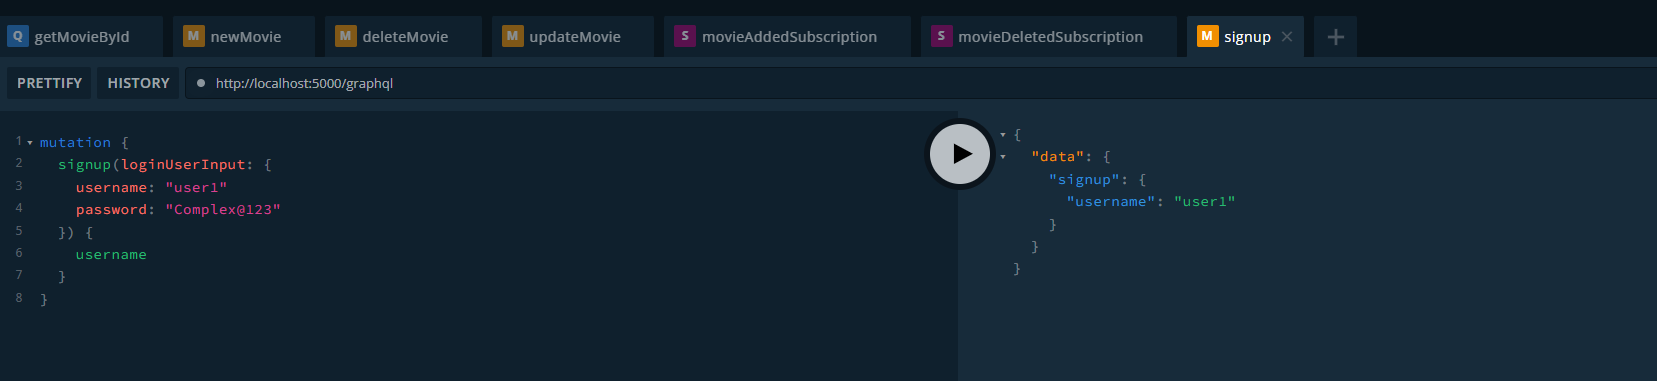 Q getMovieById M newMovie M deleteMovie M updateMovie S movieAddedSubscription S movieDeletedSubscription M signup × +
PRETTIFY HISTORY http://localhost:5000/graphql
1 mutation {
2 signup(loginUserInput: {
3 username: "user1"
4 password: "Complex@123"
5 }) {
6 username
7 }
8 }
{
"data": {
"signup": {
"username": "user1"
}
}
}